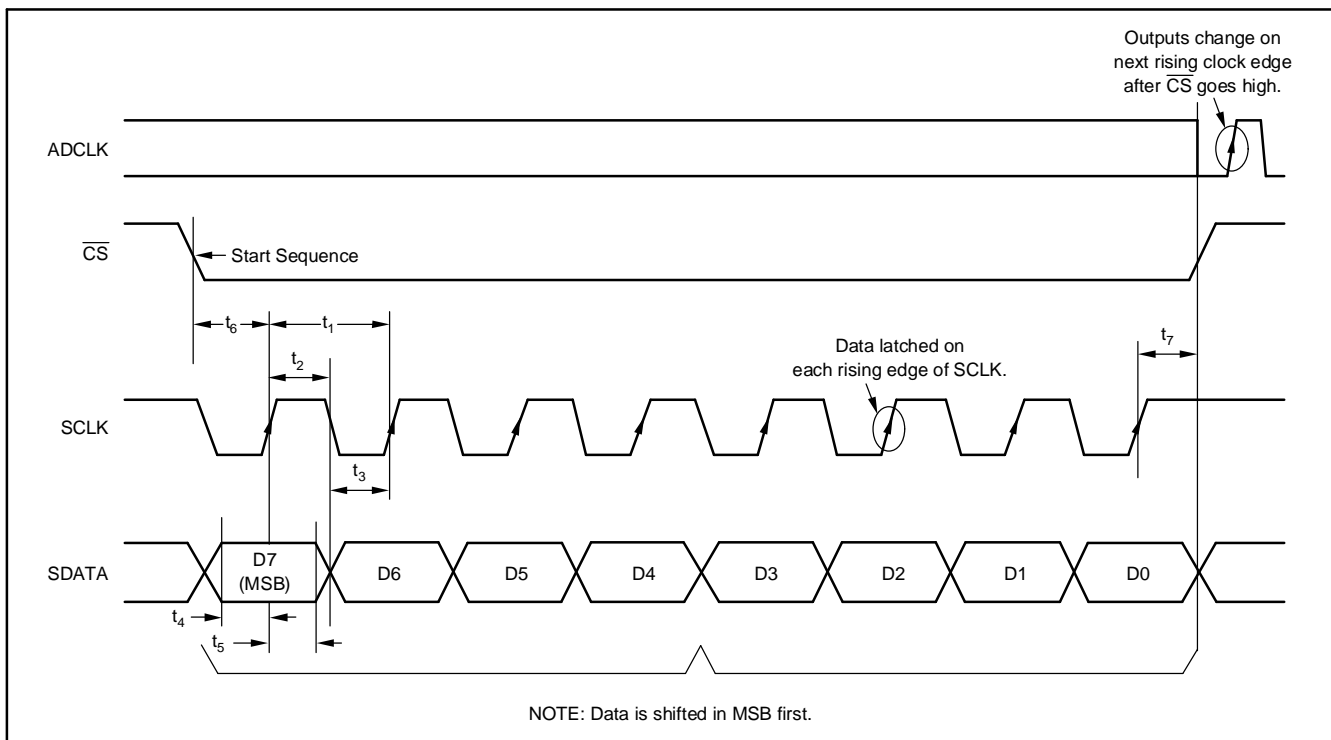 Outputs change on
next rising clock edge
after C̅S̅ goes high.
ADCLK
C̅S̅
Start Sequence
t₆
t₁
t₇
t₂
Data latched on
each rising edge of SCLK.
SCLK
t₃
SDATA
D7
(MSB)
D6
D5
D4
D3
D2
D1
D0
t₄
t₅
NOTE: Data is shifted in MSB first.